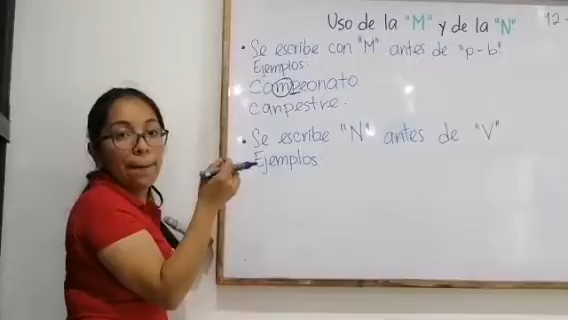 Uso de la "M" y de la "N" 12-
• Se escribe con "M" antes de "p-b"
Ejemplos:
Campeonato.
Canpestre.
• Se escribe "N" antes de "V"
Ejemplos.